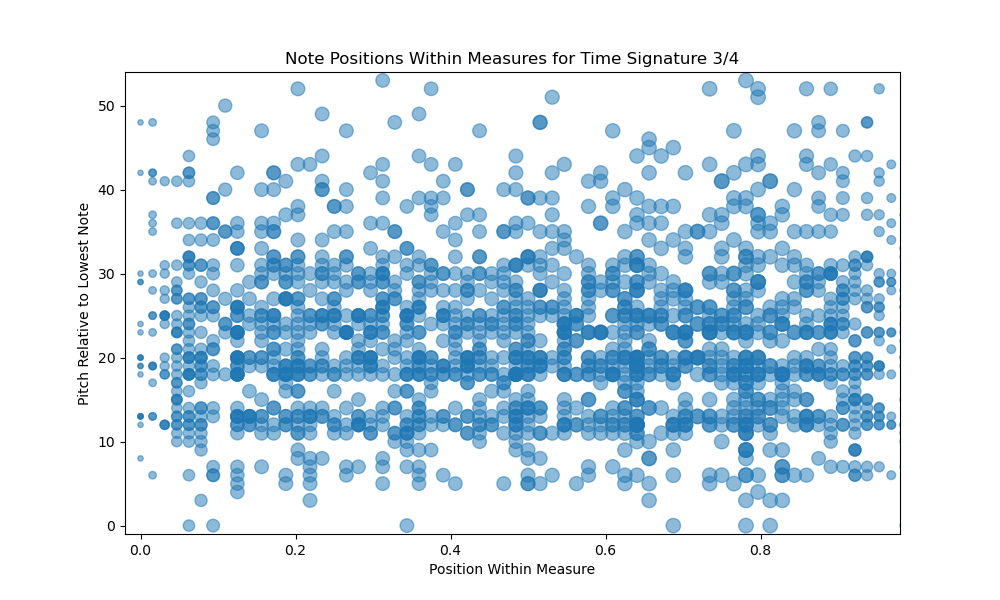 Note Positions Within Measures for Time Signature 3/4
50
40
30
20
10
0
Pitch Relative to Lowest Note
0.0 0.2 0.4 0.6 0.8
Position Within Measure